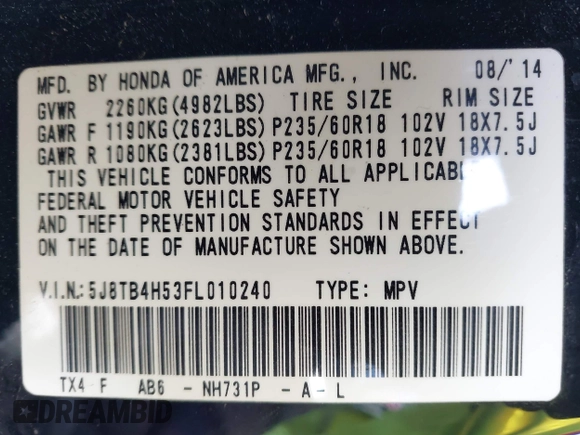 MFD. BY HONDA OF AMERICA MFG., INC. 08/'14
GVWR 2260KG(4982LBS) TIRE SIZE RIM SIZE
GAWR F 1190KG(2623LBS) P235/60R18 102V 18X7.5J
GAWR R 1080KG(2381LBS) P235/60R18 102V 18X7.5J
THIS VEHICLE CONFORMS TO ALL APPLICABLE
FEDERAL MOTOR VEHICLE SAFETY
AND THEFT PREVENTION STANDARDS IN EFFECT
ON THE DATE OF MANUFACTURE SHOWN ABOVE.
V.I.N.: 5J8TB4H53FL010240 TYPE: MPV
TX4-F AB6 - NH731P - A - L
DREAMBID